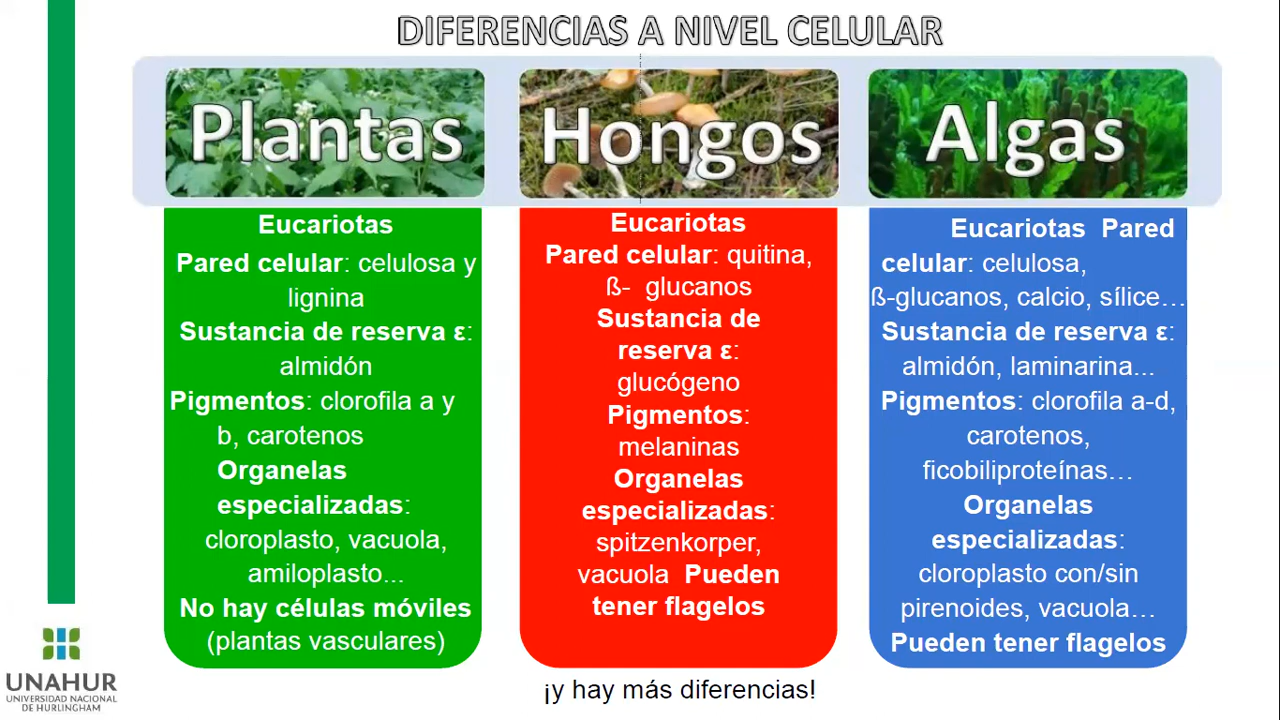 DIFERENCIAS A NIVEL CELULAR
Plantas
Hongos
Algas
Eucariotas
Pared celular: celulosa y
lignina
Sustancia de reserva ε:
almidón
Pigmentos: clorofila a y
b, carotenos
Organelas
especializadas:
cloroplasto, vacuola,
amiloplasto...
No hay células móviles
(plantas vasculares)
Eucariotas
Pared celular: quitina,
ß- glucanos
Sustancia de
reserva ε:
glucógeno
Pigmentos:
melaninas
Organelas
especializadas:
spitzenkorper,
vacuola Pueden
tener flagelos
Eucariotas Pared
celular: celulosa,
ß-glucanos, calcio, sílice…
Sustancia de reserva ε:
almidón, laminarina...
Pigmentos: clorofila a-d,
carotenos,
ficobiliproteínas…
Organelas
especializadas:
cloroplasto con/sin
pirenoides, vacuola…
Pueden tener flagelos
¡y hay más diferencias!
UNAHUR
UNIVERSIDAD NACIONAL
DE HURLINGHAM